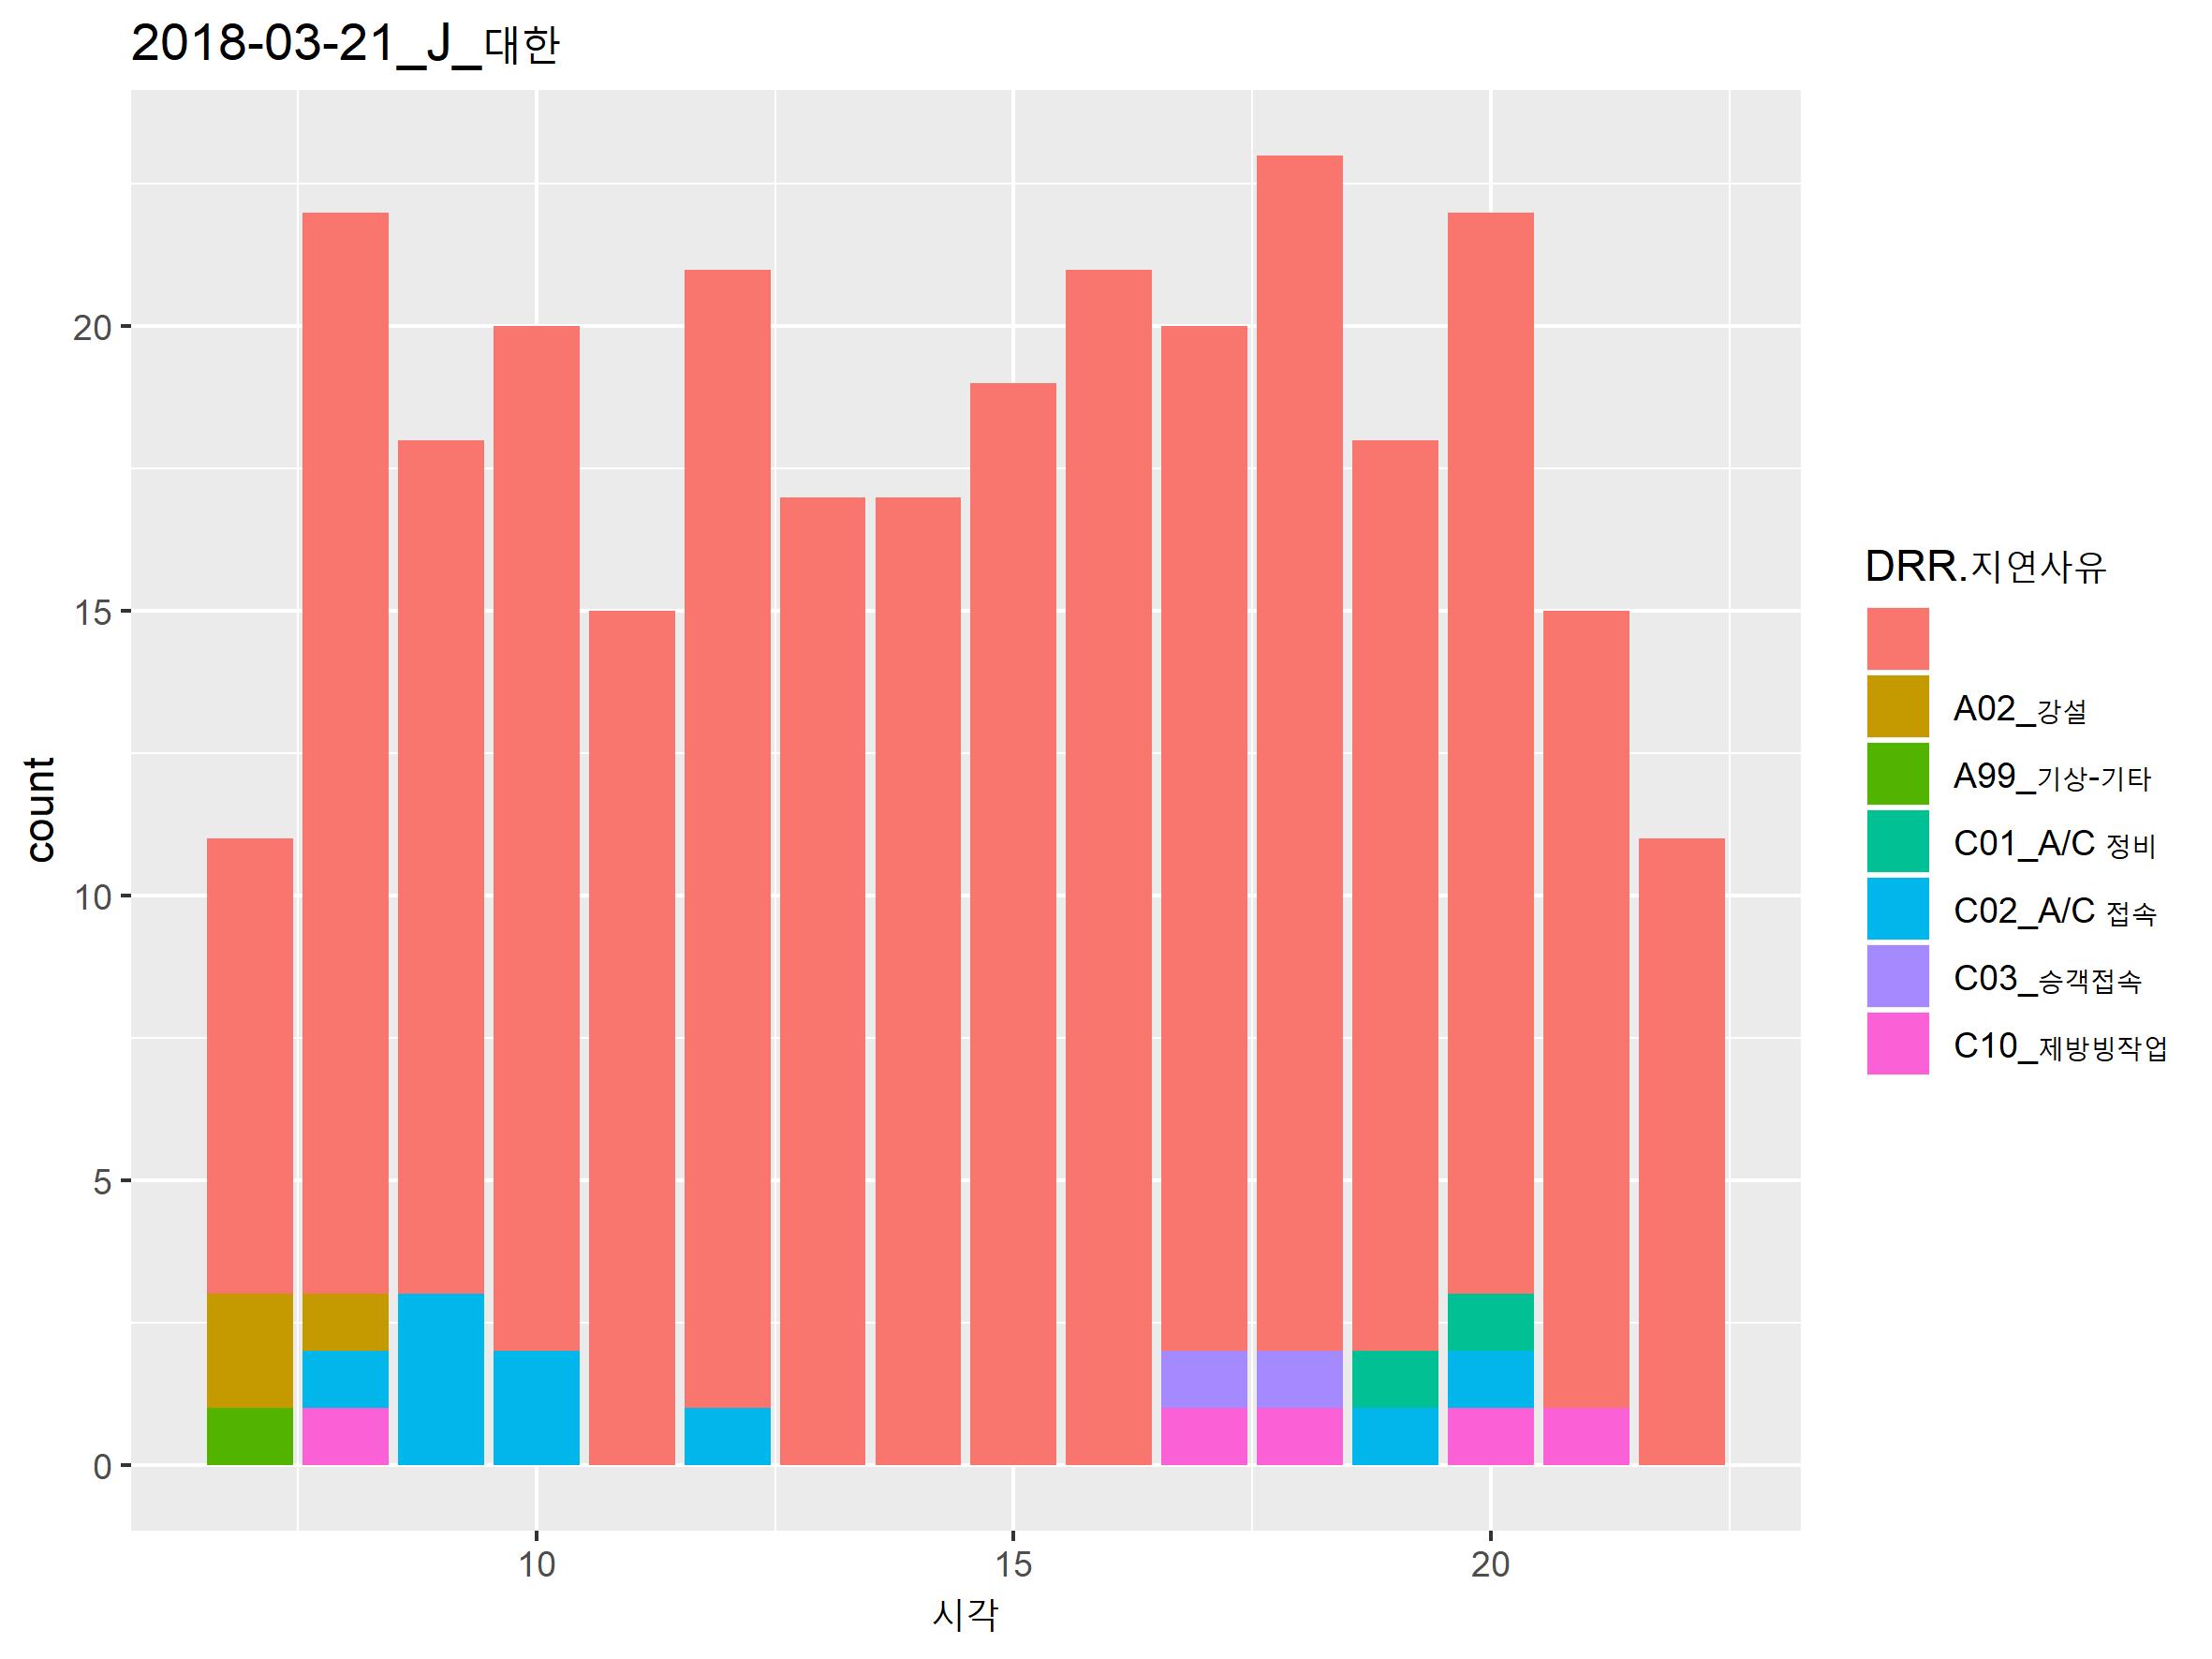 2018-03-21_J_대한
count
20
15
10
5
0
10
15
20
시각
DRR.지연사유
A02_강설
A99_기상-기타
C01_A/C 정비
C02_A/C 접속
C03_승객접속
C10_제방빙작업